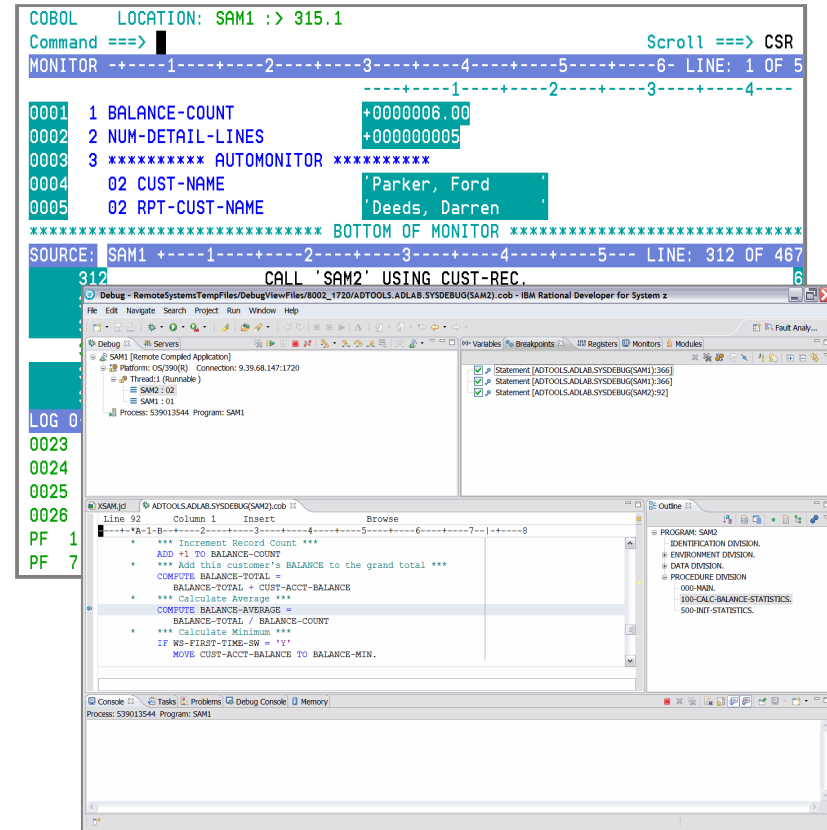 COBOL LOCATION: SAM1 :> 315.1
Command ===> Scroll ===> CSR
MONITOR -+----1----+----2----+----3----+----4----+----5----+----6- LINE: 1 OF 5
----+----1----+----2----+----3----+----4----
0001 1 BALANCE-COUNT +0000006.00
0002 2 NUM-DETAIL-LINES +000000005
0003 3 ********** AUTOMONITOR **********
0004 02 CUST-NAME 'Parker, Ford '
0005 02 RPT-CUST-NAME 'Deeds, Darren '
****************************** BOTTOM OF MONITOR ******************************
SOURCE: SAM1 +----1----+----2----+----3----+----4----+----5--- LINE: 312 OF 467
312 CALL 'SAM2' USING CUST-REC. 6
LOG 0
0023
0024
0025
0026
PF 1
PF 7
Debug - RemoteSystemsTempFiles/DebugViewFiles/8002_1720/ADTOOLS.ADLAB.SYSDEBUG(SAM2).cob - IBM Rational Developer for System z
File Edit Navigate Search Project Run Window Help
Fault Analy...
Debug Servers
SAM1 [Remote Compiled Application]
Platform: OS/390(R) Connection: 9.39.68.147:1720
Thread:1 (Runnable )
SAM2 : 02
SAM1 : 01
Process: 539013544 Program: SAM1
Variables Breakpoints Registers Monitors Modules
Statement [ADTOOLS.ADLAB.SYSDEBUG(SAM1):366]
Statement [ADTOOLS.ADLAB.SYSDEBUG(SAM1):366]
Statement [ADTOOLS.ADLAB.SYSDEBUG(SAM2):92]
XSAM.jcl ADTOOLS.ADLAB.SYSDEBUG(SAM2).cob
Line 92 Column 1 Insert Browse
----+-*A-1-B--+----2----+----3----+----4----+----5----+----6----+----7--|-+----8
* *** Increment Record Count ***
ADD +1 TO BALANCE-COUNT
* *** Add this customer's BALANCE to the grand total ***
COMPUTE BALANCE-TOTAL =
BALANCE-TOTAL + CUST-ACCT-BALANCE
* *** Calculate Average ***
COMPUTE BALANCE-AVERAGE =
BALANCE-TOTAL / BALANCE-COUNT
* *** Calculate Minimum ***
IF WS-FIRST-TIME-SW = 'Y'
MOVE CUST-ACCT-BALANCE TO BALANCE-MIN.
Outline
PROGRAM: SAM2
IDENTIFICATION DIVISION.
ENVIRONMENT DIVISION.
DATA DIVISION.
PROCEDURE DIVISION
000-MAIN.
100-CALC-BALANCE-STATISTICS.
500-INIT-STATISTICS.
Console Tasks Problems Debug Console Memory
Process: 539013544 Program: SAM1